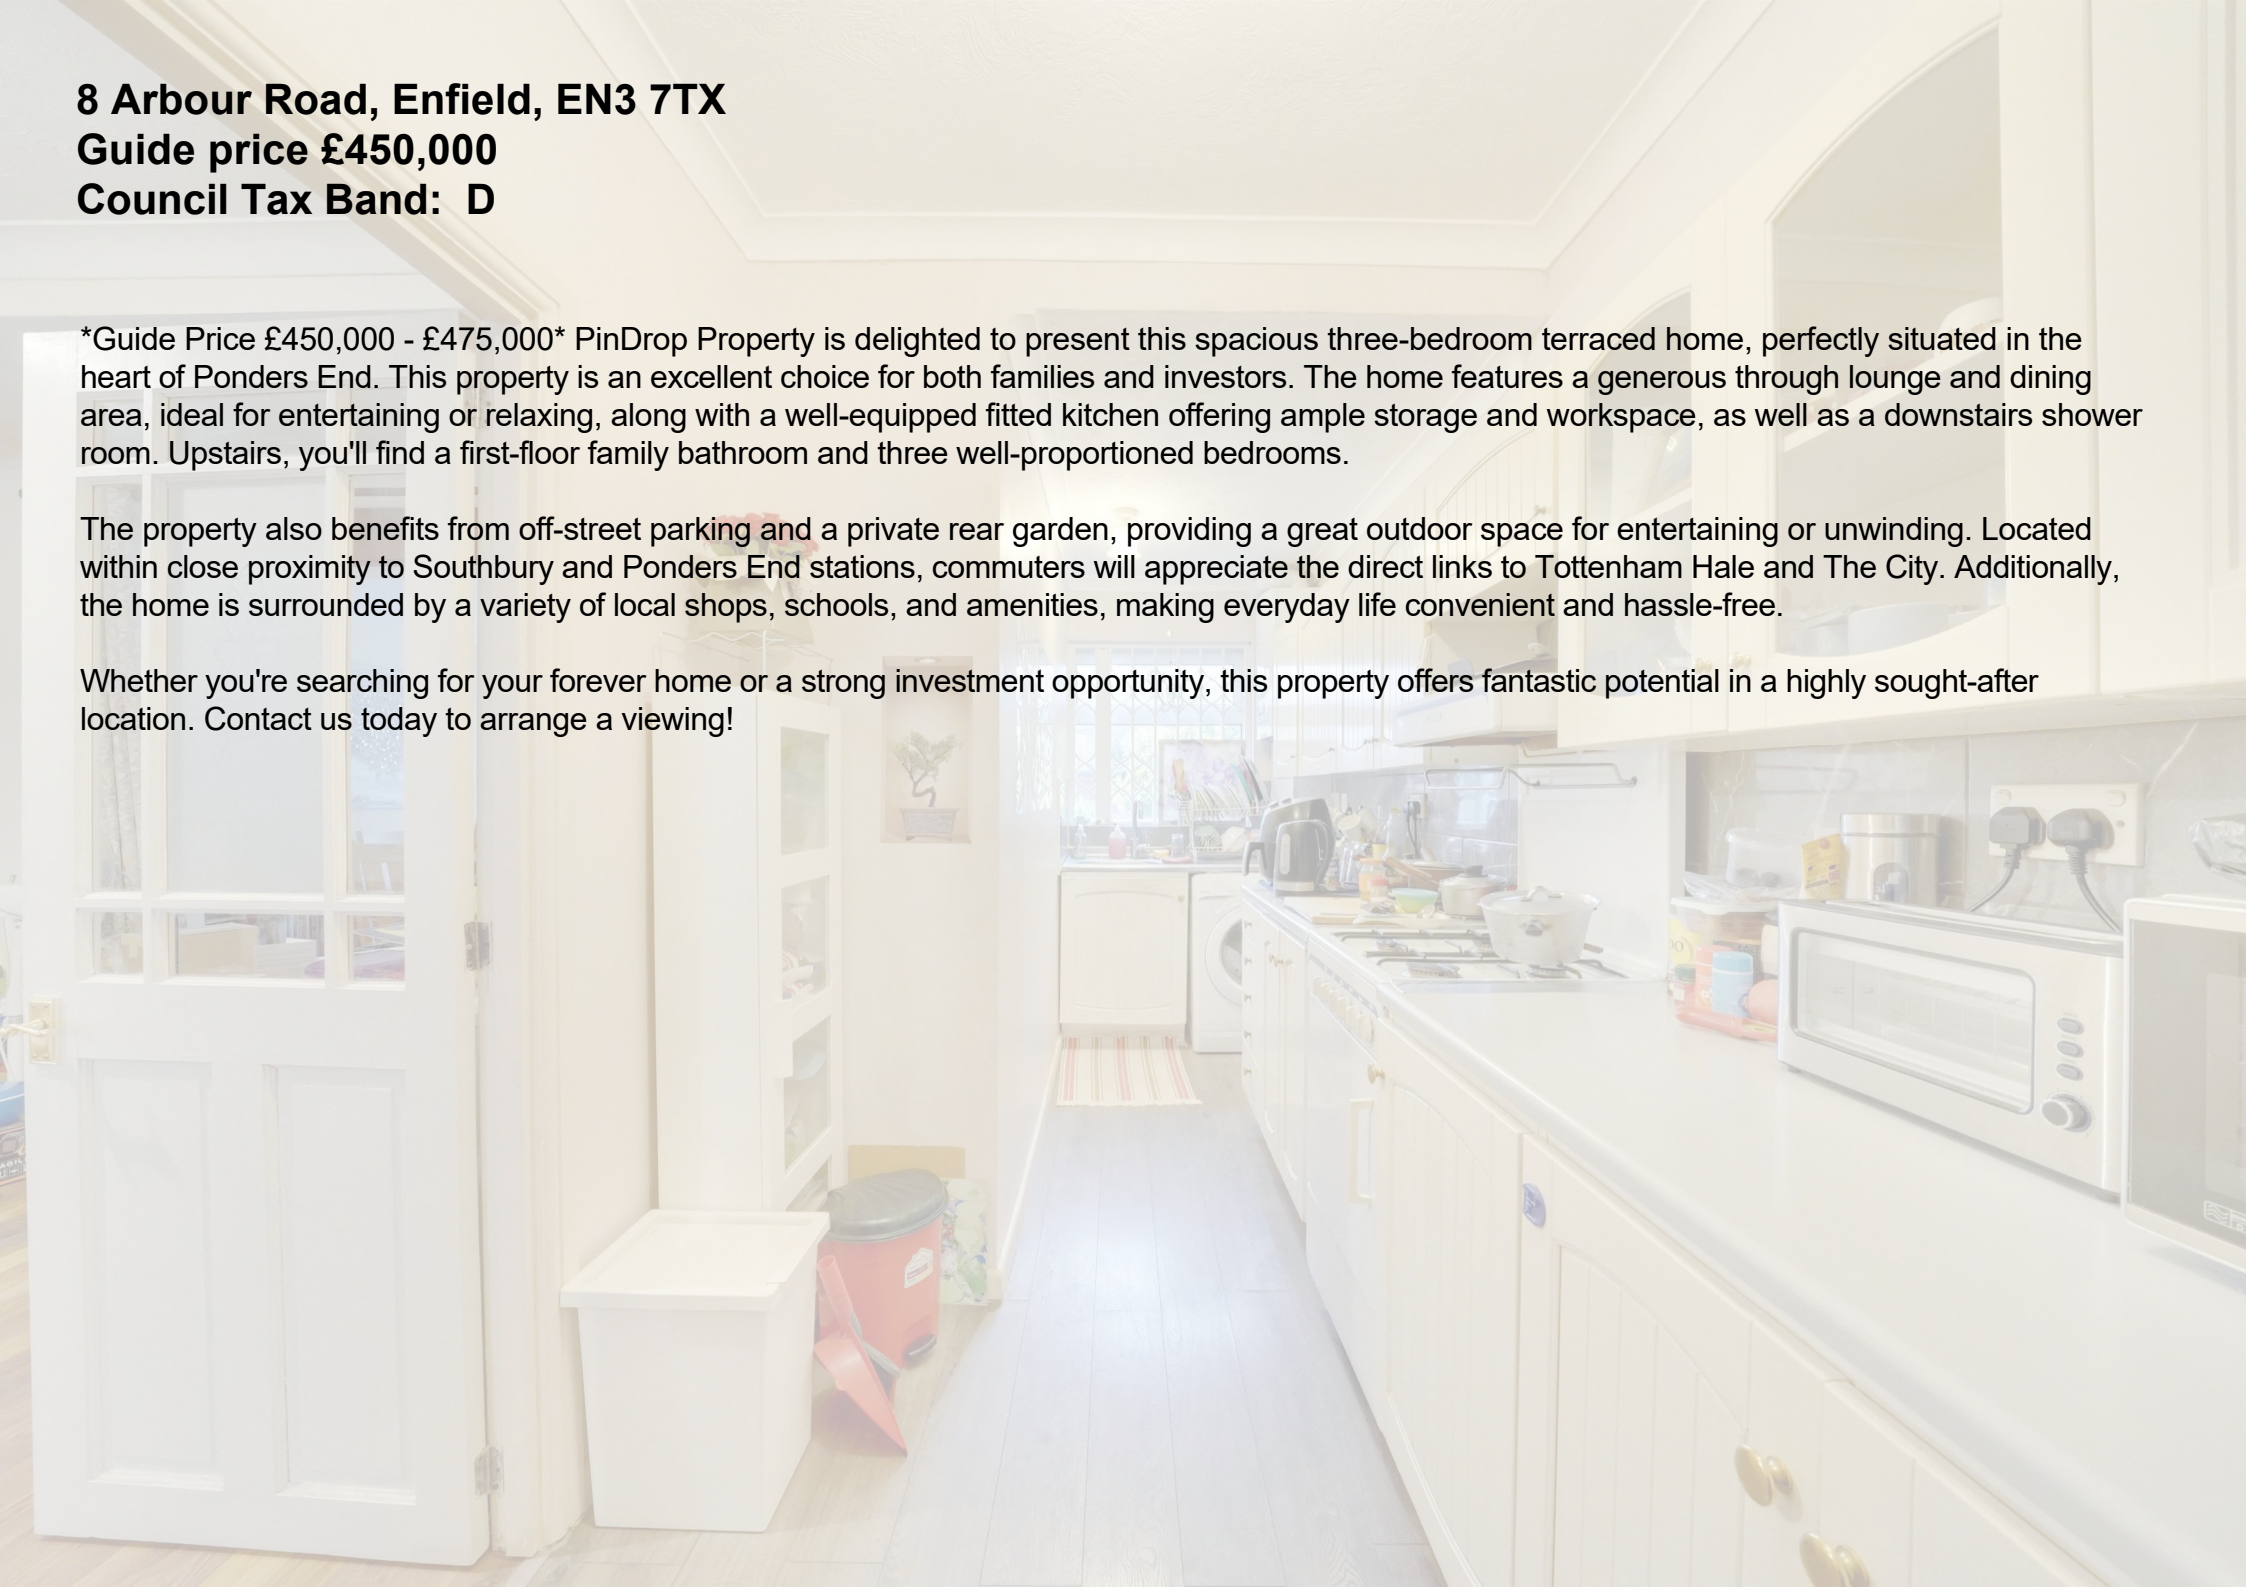 8 Arbour Road, Enfield, EN3 7TX
Guide price £450,000
Council Tax Band:  D
*Guide Price £450,000 - £475,000* PinDrop Property is delighted to present this spacious three-bedroom terraced home, perfectly situated in the
heart of Ponders End. This property is an excellent choice for both families and investors. The home features a generous through lounge and dining
area, ideal for entertaining or relaxing, along with a well-equipped fitted kitchen offering ample storage and workspace, as well as a downstairs shower
room. Upstairs, you'll find a first-floor family bathroom and three well-proportioned bedrooms.
The property also benefits from off-street parking and a private rear garden, providing a great outdoor space for entertaining or unwinding. Located
within close proximity to Southbury and Ponders End stations, commuters will appreciate the direct links to Tottenham Hale and The City. Additionally,
the home is surrounded by a variety of local shops, schools, and amenities, making everyday life convenient and hassle-free.
Whether you're searching for your forever home or a strong investment opportunity, this property offers fantastic potential in a highly sought-after
location. Contact us today to arrange a viewing!